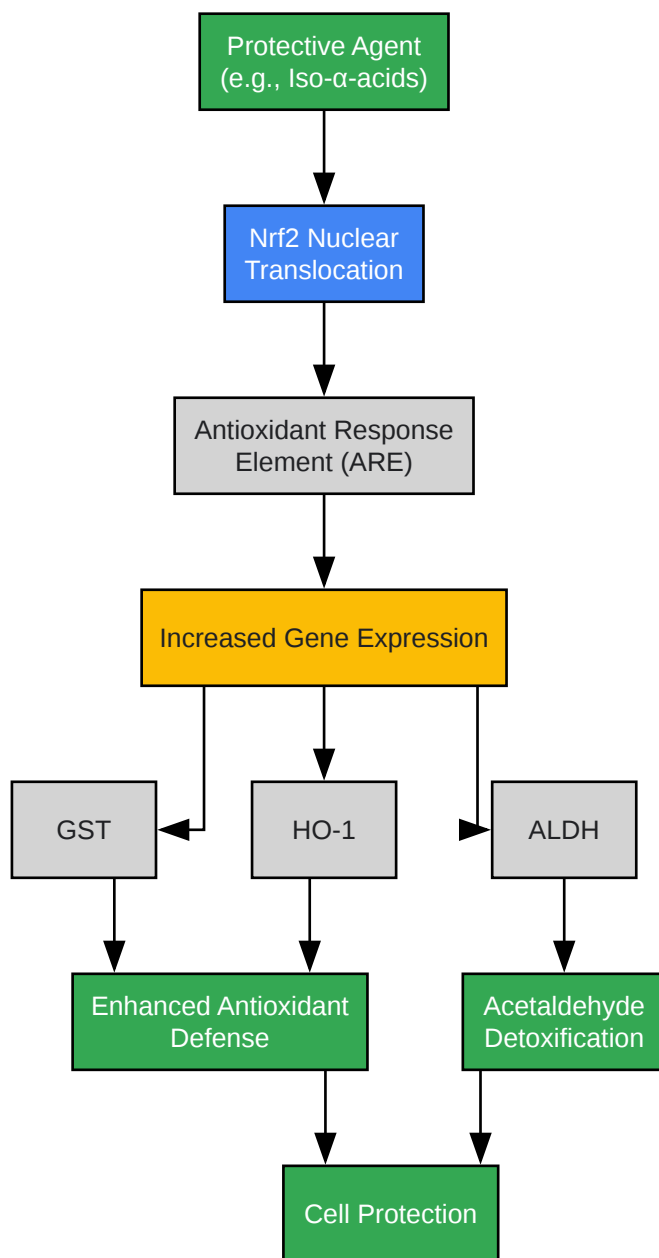 Protective Agent
(e.g., Iso-α-acids)
Nrf2 Nuclear
Translocation
Antioxidant Response
Element (ARE)
Increased Gene Expression
GST
HO-1
ALDH
Enhanced Antioxidant
Defense
Acetaldehyde
Detoxification
Cell Protection